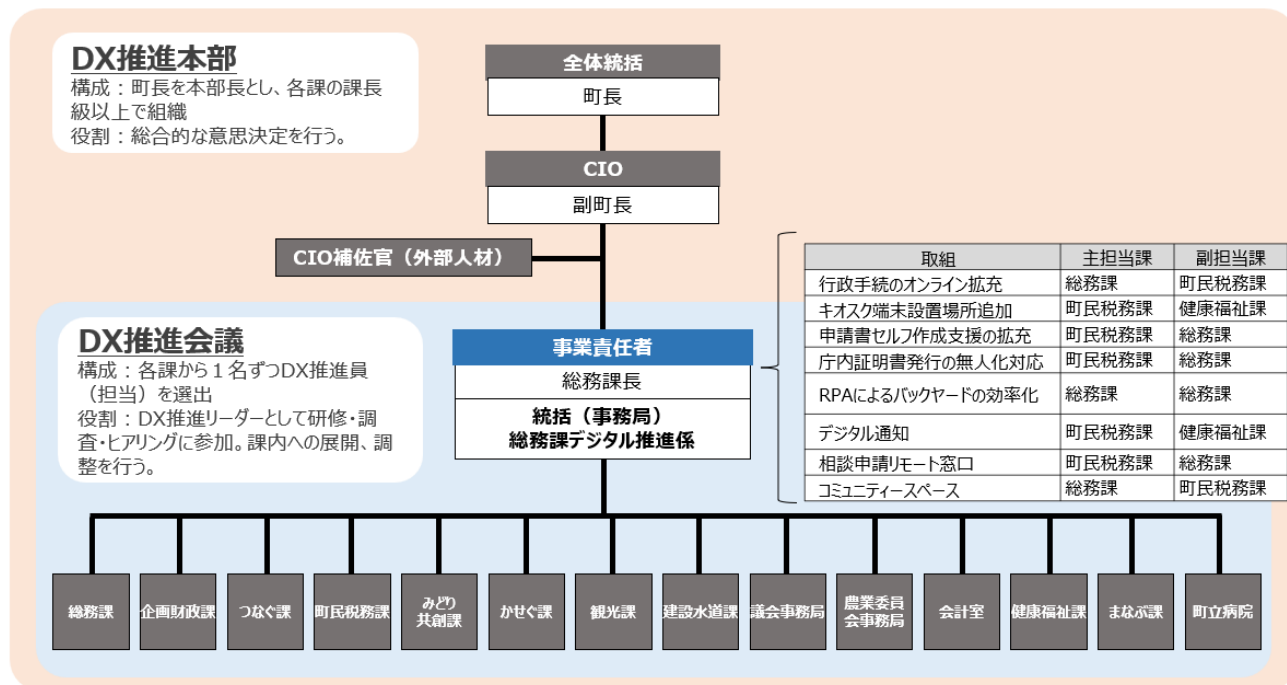 DX推進本部
構成：町長を本部長とし、各課の課長
級以上で組織
役割：総合的な意思決定を行う。
全体統括
町長
CIO
副町長
CIO補佐官（外部人材）
取組 主担当課 副担当課
行政手続のオンライン拡充 総務課 町民税務課
キオスク端末設置場所追加 町民税務課 健康福祉課
申請書セルフ作成支援の拡充 町民税務課 総務課
庁内証明書発行の無人化対応 町民税務課 総務課
RPAによるバックヤードの効率化 総務課 総務課
デジタル通知 町民税務課 健康福祉課
相談申請リモート窓口 町民税務課 総務課
コミュニティースペース 総務課 町民税務課
DX推進会議
構成：各課から１名ずつDX推進員
（担当）を選出
役割：DX推進リーダーとして研修・調
査・ヒアリングに参加。課内への展開、調
整を行う。
事業責任者
総務課長
統括（事務局）
総務課デジタル推進係
総務課
企画財政課
つなぐ課
町民税務課
みどり
共創課
かせぐ課
観光課
建設水道課
議会事務局
農業委員
会事務局
会計室
健康福祉課
まなぶ課
町立病院